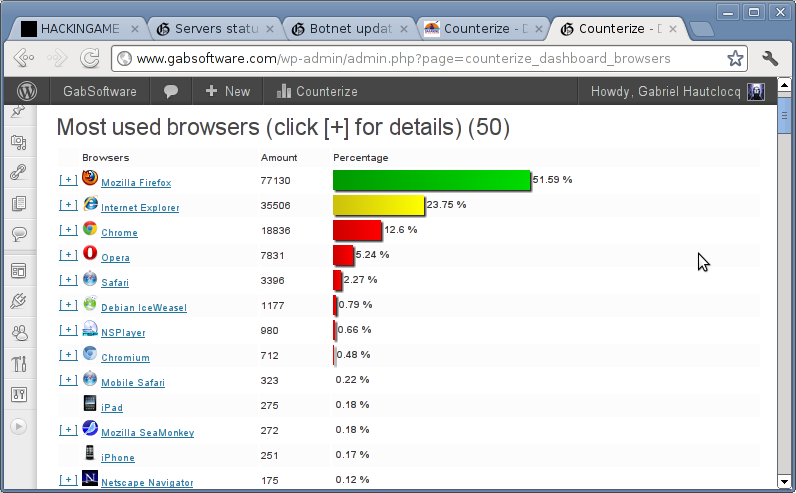 HACKINGAME
Servers statu
Botnet updat
Counterize - D
Counterize - D
www.gabsoftware.com/wp-admin/admin.php?page=counterize_dashboard_browsers
GabSoftware + New Counterize Howdy, Gabriel Hautclocq
Most used browsers (click [+] for details) (50)
Browsers Amount Percentage
[ + ] Mozilla Firefox 77130 51.59 %
[ + ] Internet Explorer 35506 23.75 %
[ + ] Chrome 18836 12.6 %
[ + ] Opera 7831 5.24 %
[ + ] Safari 3396 2.27 %
[ + ] Debian IceWeasel 1177 0.79 %
[ + ] NSPlayer 980 0.66 %
[ + ] Chromium 712 0.48 %
[ + ] Mobile Safari 323 0.22 %
iPad 275 0.18 %
[ + ] Mozilla SeaMonkey 272 0.18 %
iPhone 251 0.17 %
[ + ] Netscape Navigator 175 0.12 %